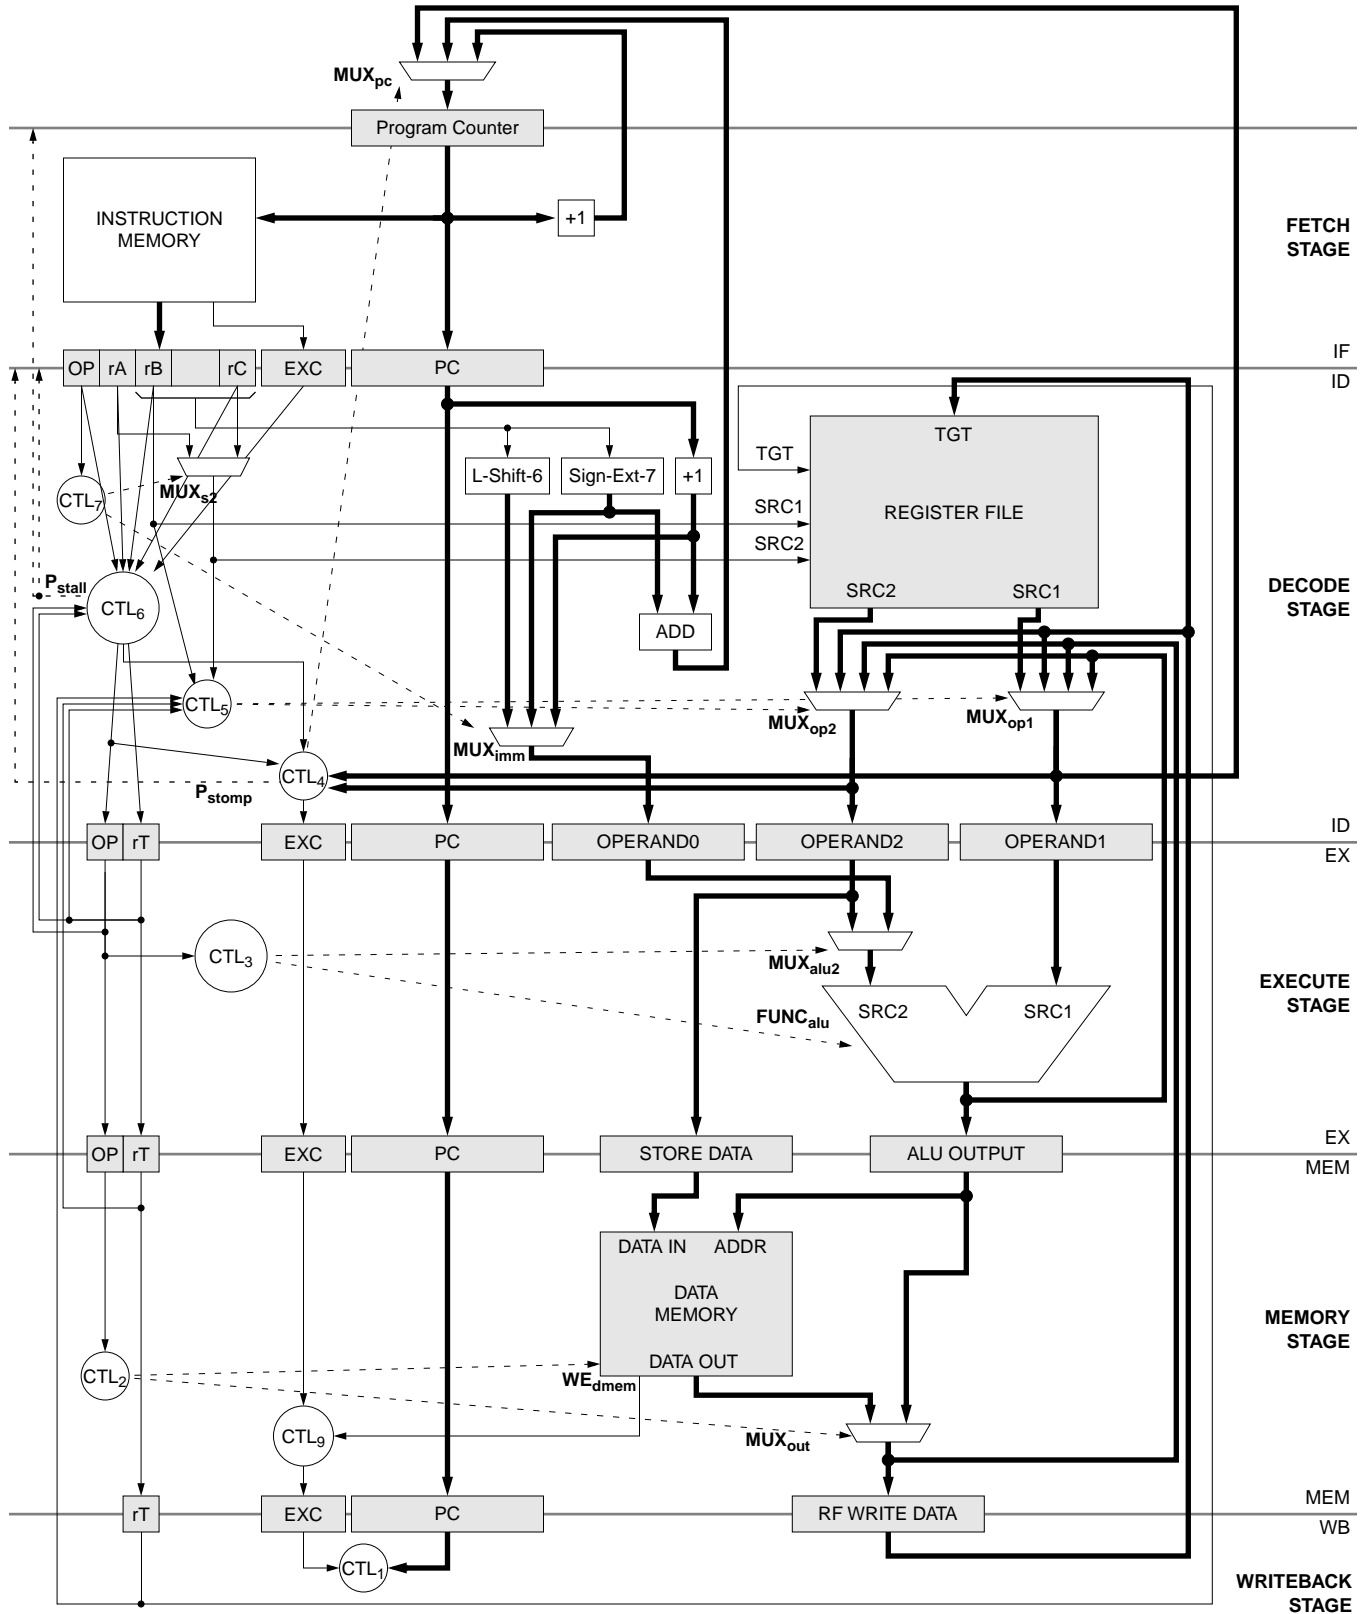 MUXpc
Program Counter
INSTRUCTION
MEMORY
+1
FETCH
STAGE
IF
OP rA rB rC EXC PC
ID
TGT
TGT
L-Shift-6 Sign-Ext-7 +1
CTL7 MUXs2
SRC1
REGISTER FILE
SRC2
Pstall
CTL6
SRC2 SRC1
DECODE
STAGE
ADD
CTL5
MUXop2 MUXop1
MUXimm
CTL4
Pstomp
ID
OP rT EXC PC OPERAND0 OPERAND2 OPERAND1
EX
CTL3
MUXalu2
EXECUTE
STAGE
FUNCalu
SRC2 SRC1
EX
OP rT EXC PC STORE DATA ALU OUTPUT
MEM
DATA IN ADDR
DATA
MEMORY
MEMORY
STAGE
DATA OUT
CTL2
WEdmem
CTL9
MUXout
MEM
rT EXC PC RF WRITE DATA
WB
CTL1
WRITEBACK
STAGE